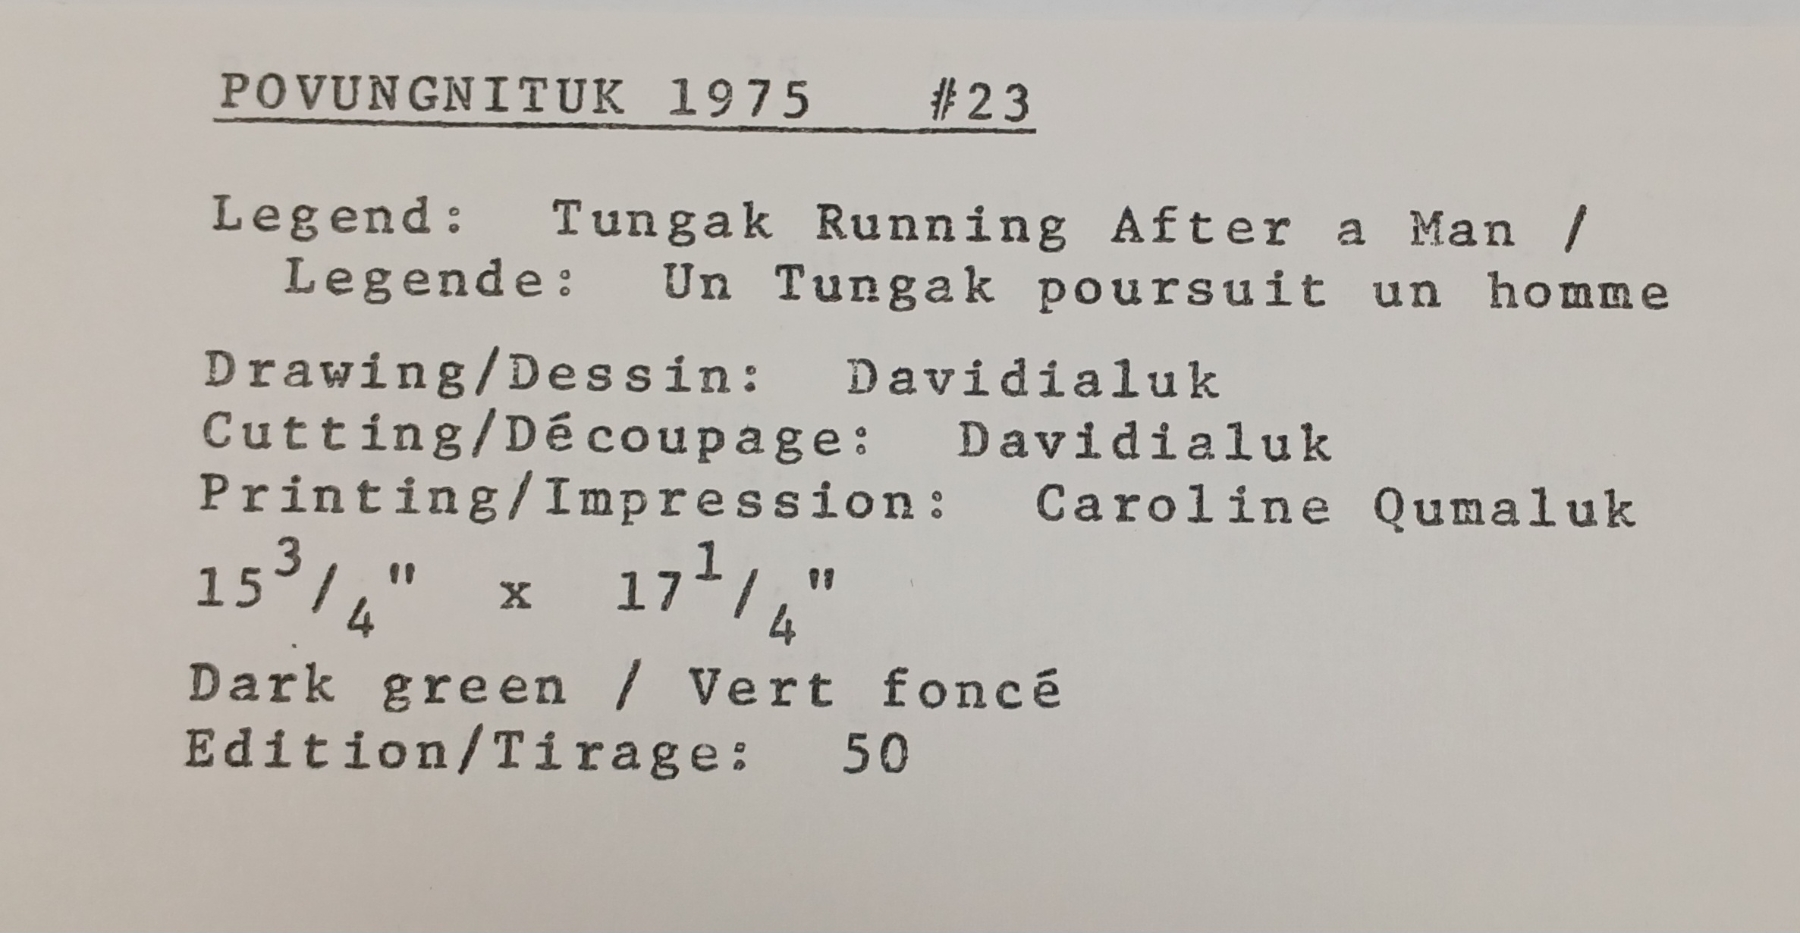 POVUNGNITUK 1975 #23
Legend: Tungak Running After a Man /
Legende: Un Tungak poursuit un homme
Drawing/Dessin: Davidialuk
Cutting/Découpage: Davidialuk
Printing/Impression: Caroline Qumaluk
15 3/4" x 17 1/4"
Dark green / Vert foncé
Edition/Tirage: 50